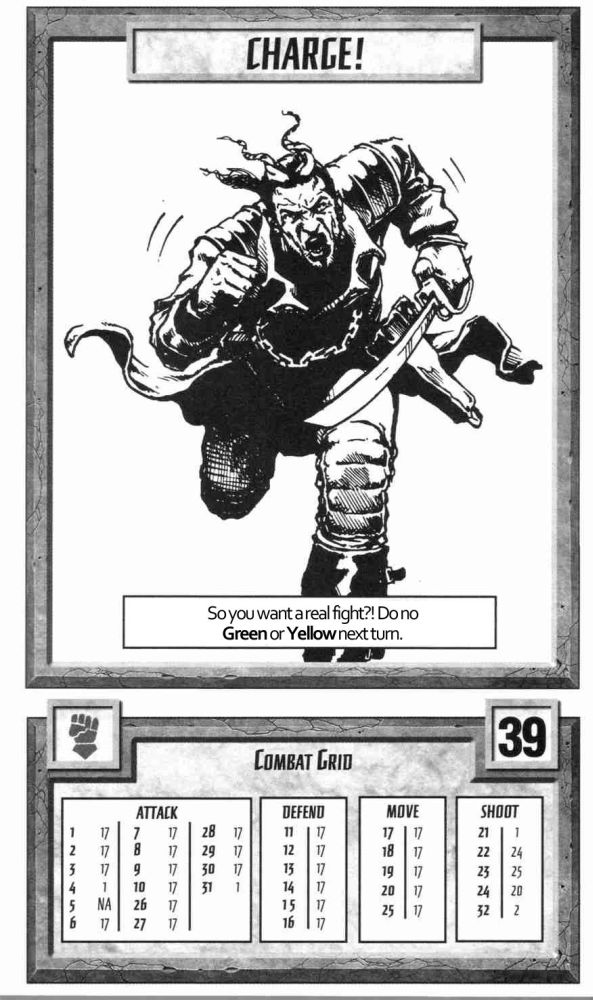 CHARGE!
So you want a real fight?! Do no
Green or Yellow next turn.
39
COMBAT GRID
ATTACK
1 17 7 17 28 17
2 17 8 17 29 17
3 17 9 17 30 17
4 1 10 17 31 1
5 NA 26 17
6 17 27 17
DEFEND
11 17
12 17
13 17
14 17
15 17
16 17
MOVE
17 17
18 17
19 17
20 17
25 17
SHOOT
21 1
22 24
23 25
24 20
32 2